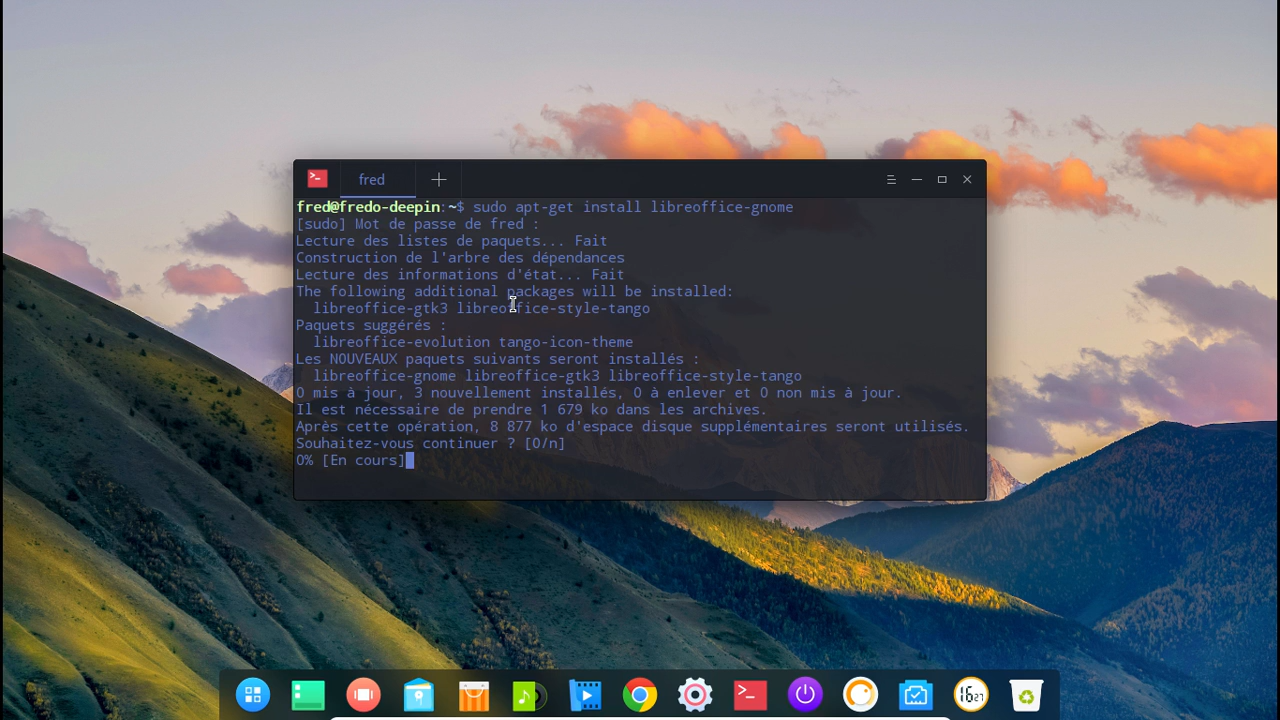 fred
fred@fredo-deepin:~$ sudo apt-get install libreoffice-gnome
[sudo] Mot de passe de fred :
Lecture des listes de paquets... Fait
Construction de l'arbre des dépendances
Lecture des informations d'état... Fait
The following additional packages will be installed:
  libreoffice-gtk3 libreoffice-style-tango
Paquets suggérés :
  libreoffice-evolution tango-icon-theme
Les NOUVEAUX paquets suivants seront installés :
  libreoffice-gnome libreoffice-gtk3 libreoffice-style-tango
0 mis à jour, 3 nouvellement installés, 0 à enlever et 0 non mis à jour.
Il est nécessaire de prendre 1 679 ko dans les archives.
Après cette opération, 8 877 ko d'espace disque supplémentaires seront utilisés.
Souhaitez-vous continuer ? [O/n]
0% [En cours]
16 27